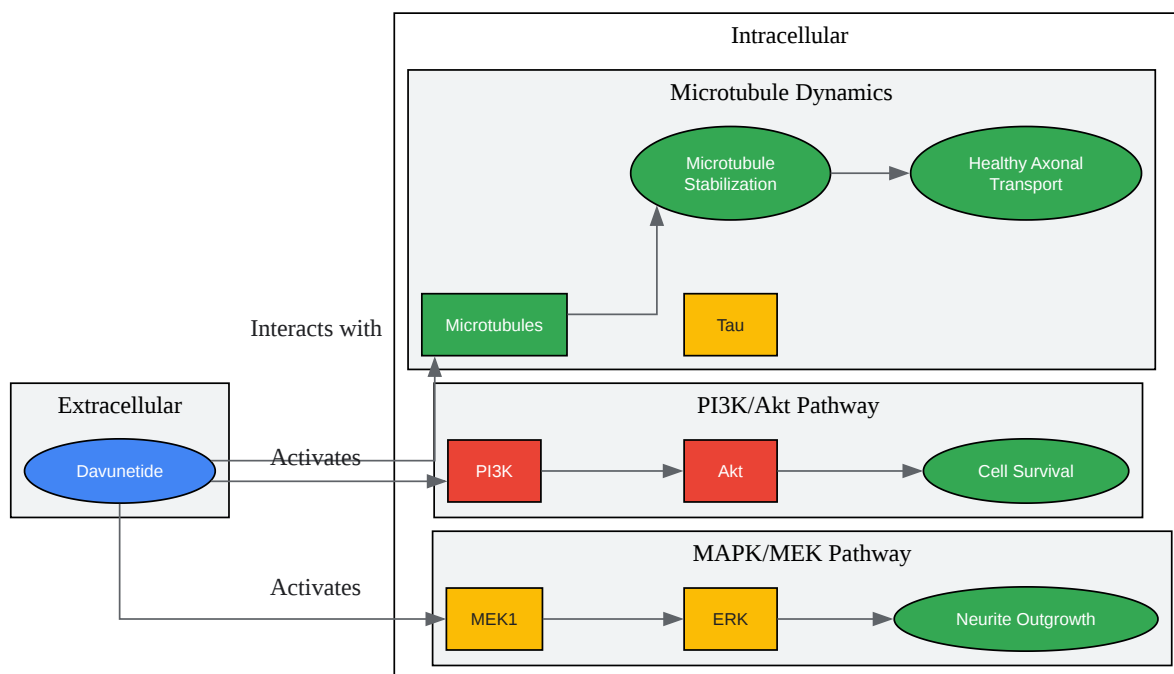 Intracellular
Microtubule Dynamics
Microtubule
Stabilization
Healthy Axonal
Transport
Interacts with
Microtubules
Tau
Extracellular
Davunetide
Activates
PI3K/Akt Pathway
PI3K
Akt
Cell Survival
MAPK/MEK Pathway
Activates
MEK1
ERK
Neurite Outgrowth